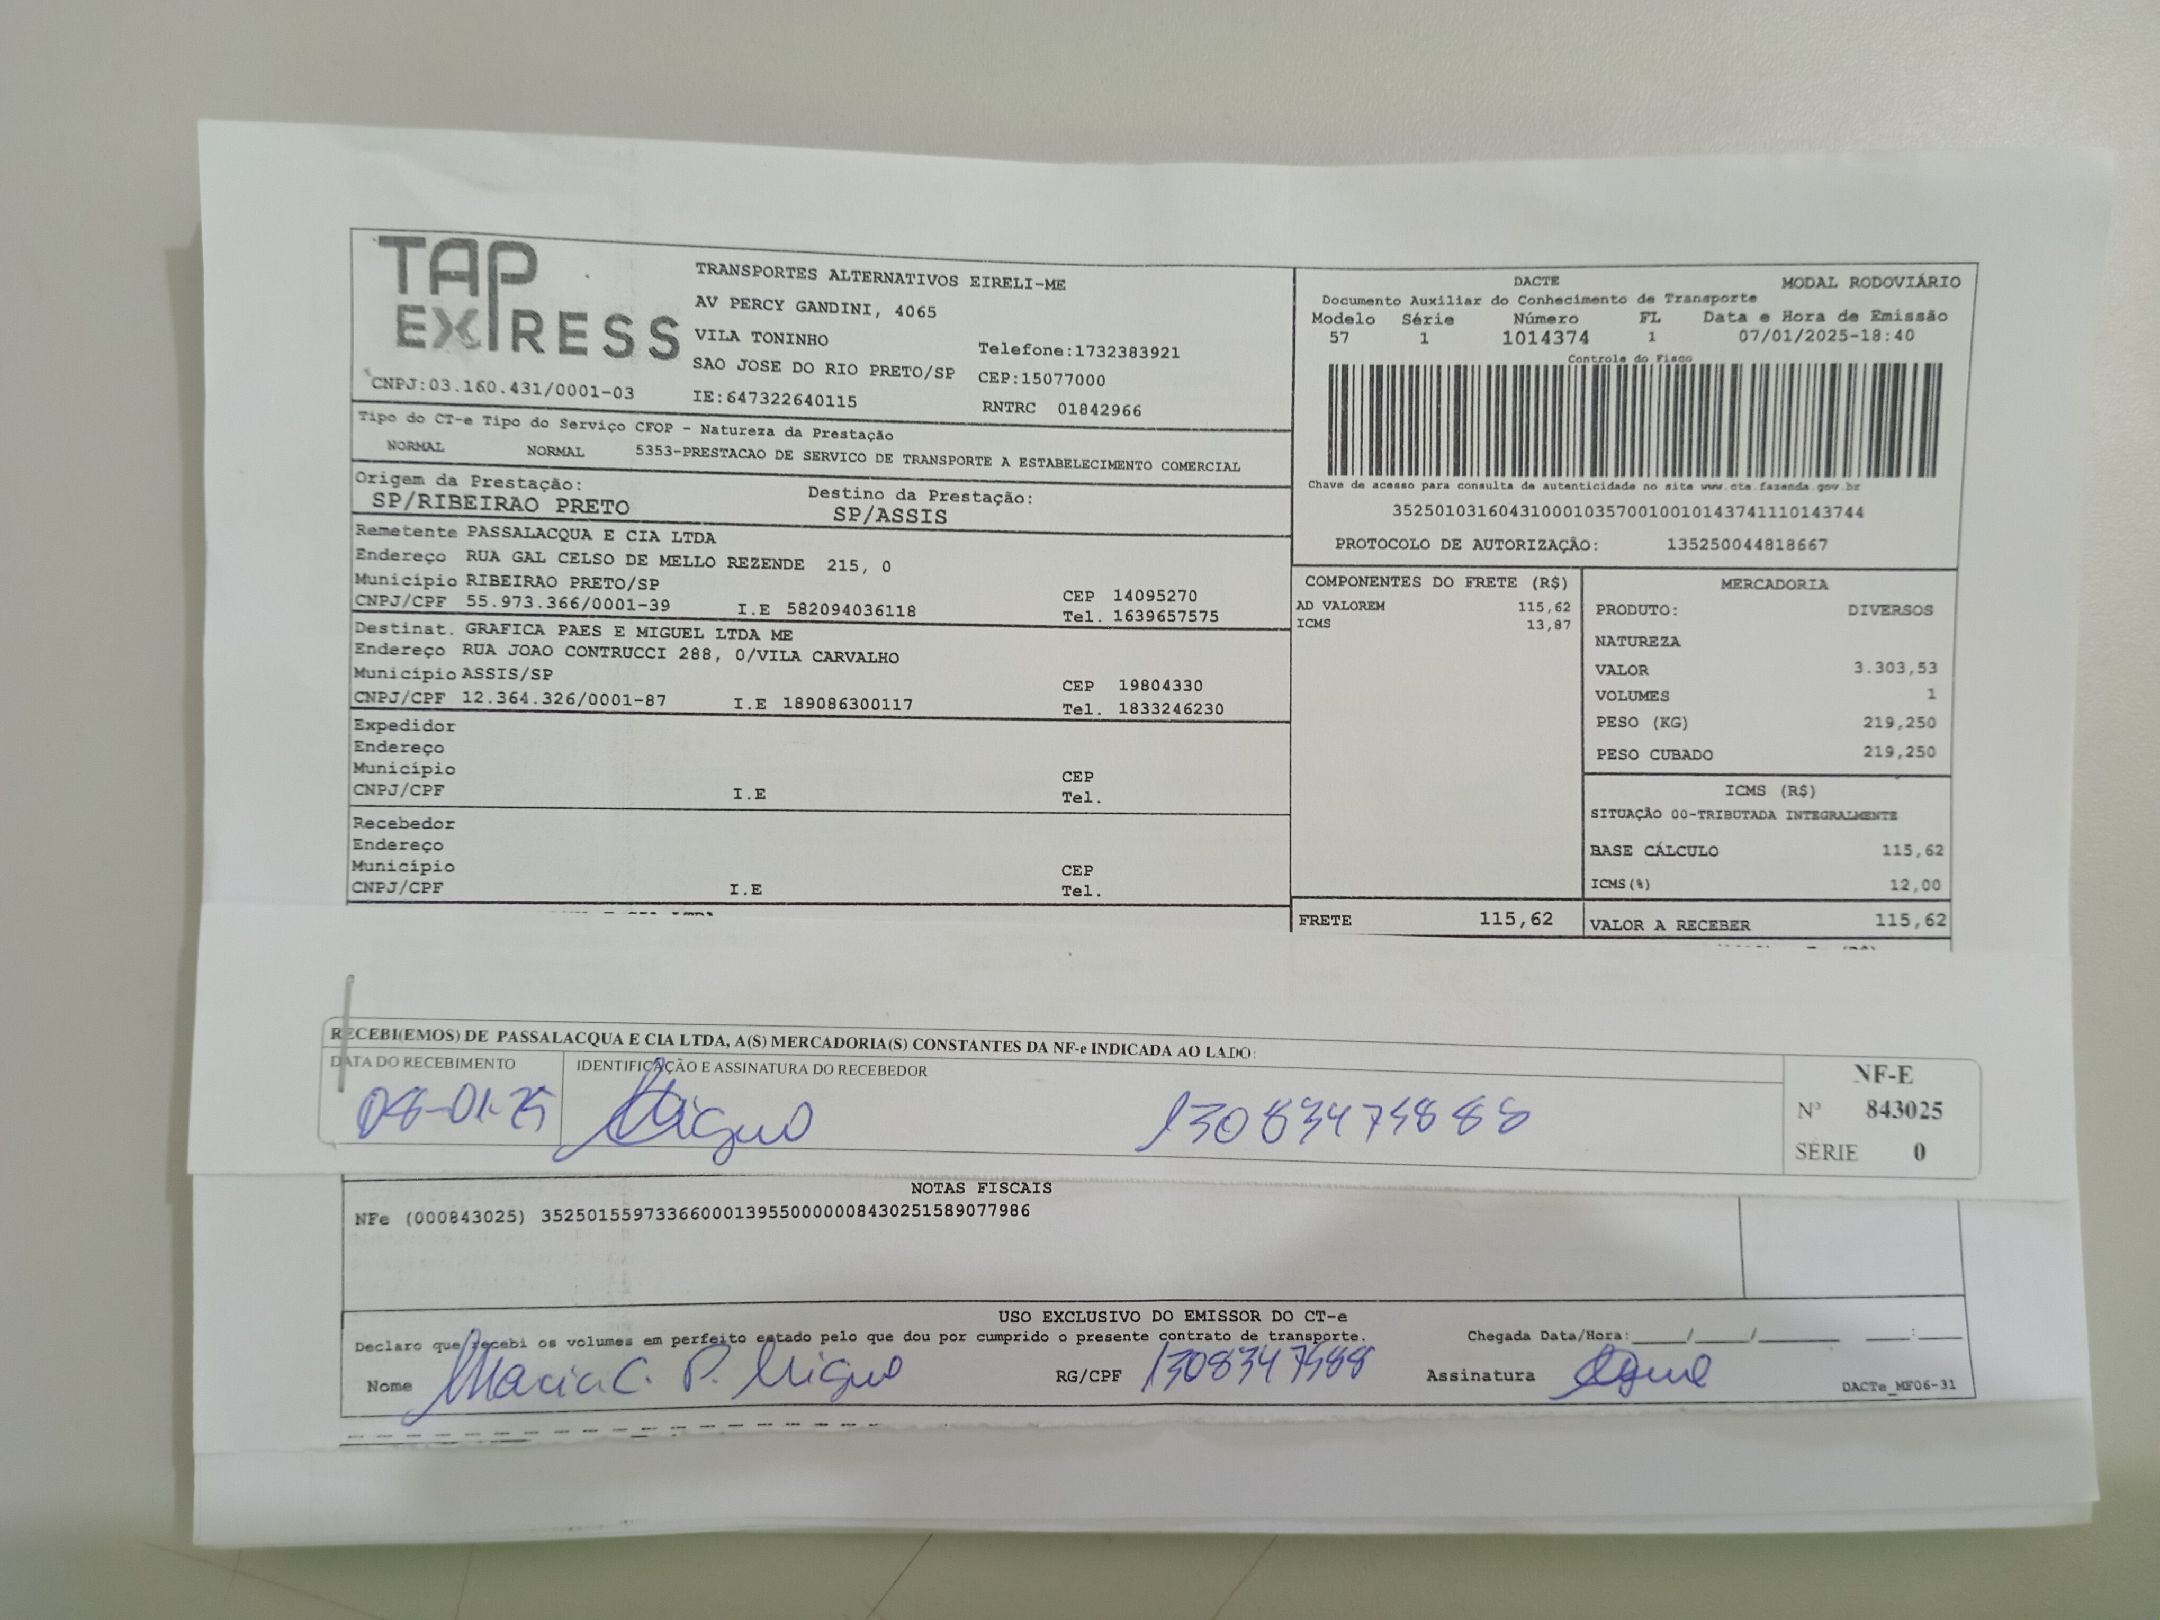 TAP
EXPRESS
CNPJ:03.160.431/0001-03
TRANSPORTES ALTERNATIVOS EIRELI-ME
AV PERCY GANDINI, 4065
VILA TONINHO
SAO JOSE DO RIO PRETO/SP
IE:647322640115
Telefone:1732383921
CEP:15077000
RNTRC 01842966
DACTE MODAL RODOVIÁRIO
Documento Auxiliar do Conhecimento de Transporte
Modelo Série Número FL Data e Hora de Emissão
57 1 1014374 1 07/01/2025-18:40
Controle do Fisco
Chave de acesso para consulta de autenticidade no site www.cte.fazenda.gov.br
35250103160431000103570010010143741110143744
PROTOCOLO DE AUTORIZAÇÃO: 135250044818667
Tipo do CT-e Tipo do Serviço CFOP - Natureza da Prestação
NORMAL NORMAL 5353-PRESTACAO DE SERVICO DE TRANSPORTE A ESTABELECIMENTO COMERCIAL
Origem da Prestação: Destino da Prestação:
SP/RIBEIRAO PRETO SP/ASSIS
Remetente PASSALACQUA E CIA LTDA
Endereço RUA GAL CELSO DE MELLO REZENDE 215, 0
Município RIBEIRAO PRETO/SP CEP 14095270
CNPJ/CPF 55.973.366/0001-39 I.E 582094036118 Tel. 1639657575
Destinat. GRAFICA PAES E MIGUEL LTDA ME
Endereço RUA JOAO CONTRUCCI 288, 0/VILA CARVALHO
Município ASSIS/SP CEP 19804330
CNPJ/CPF 12.364.326/0001-87 I.E 189086300117 Tel. 1833246230
Expedidor
Endereço
Município CEP
CNPJ/CPF I.E Tel.
Recebedor
Endereço
Município CEP
CNPJ/CPF I.E Tel.
COMPONENTES DO FRETE (R$)
AD VALOREM 115,62
ICMS 13,87
FRETE 115,62
MERCADORIA
PRODUTO: DIVERSOS
NATUREZA
VALOR 3.303,53
VOLUMES 1
PESO (KG) 219,250
PESO CUBADO 219,250
ICMS (R$)
SITUAÇÃO 00-TRIBUTADA INTEGRALMENTE
BASE CÁLCULO 115,62
ICMS(%) 12,00
VALOR A RECEBER 115,62
RECEBI(EMOS) DE PASSALACQUA E CIA LTDA, A(S) MERCADORIA(S) CONSTANTES DA NF-e INDICADA AO LADO:
DATA DO RECEBIMENTO IDENTIFICAÇÃO E ASSINATURA DO RECEBEDOR
08-01-25 Miguel
NF-E
Nº 843025
SÉRIE 0
NOTAS FISCAIS
NFe (000843025) 35250155973366000139550000008430251589077986
USO EXCLUSIVO DO EMISSOR DO CT-e
Declaro que recebi os volumes em perfeito estado pelo que dou por cumprido o presente contrato de transporte. Chegada Data/Hora:____/____/______ ___:___
Nome Maria C. P. Miguel RG/CPF Assinatura
DACTe_MF06-31